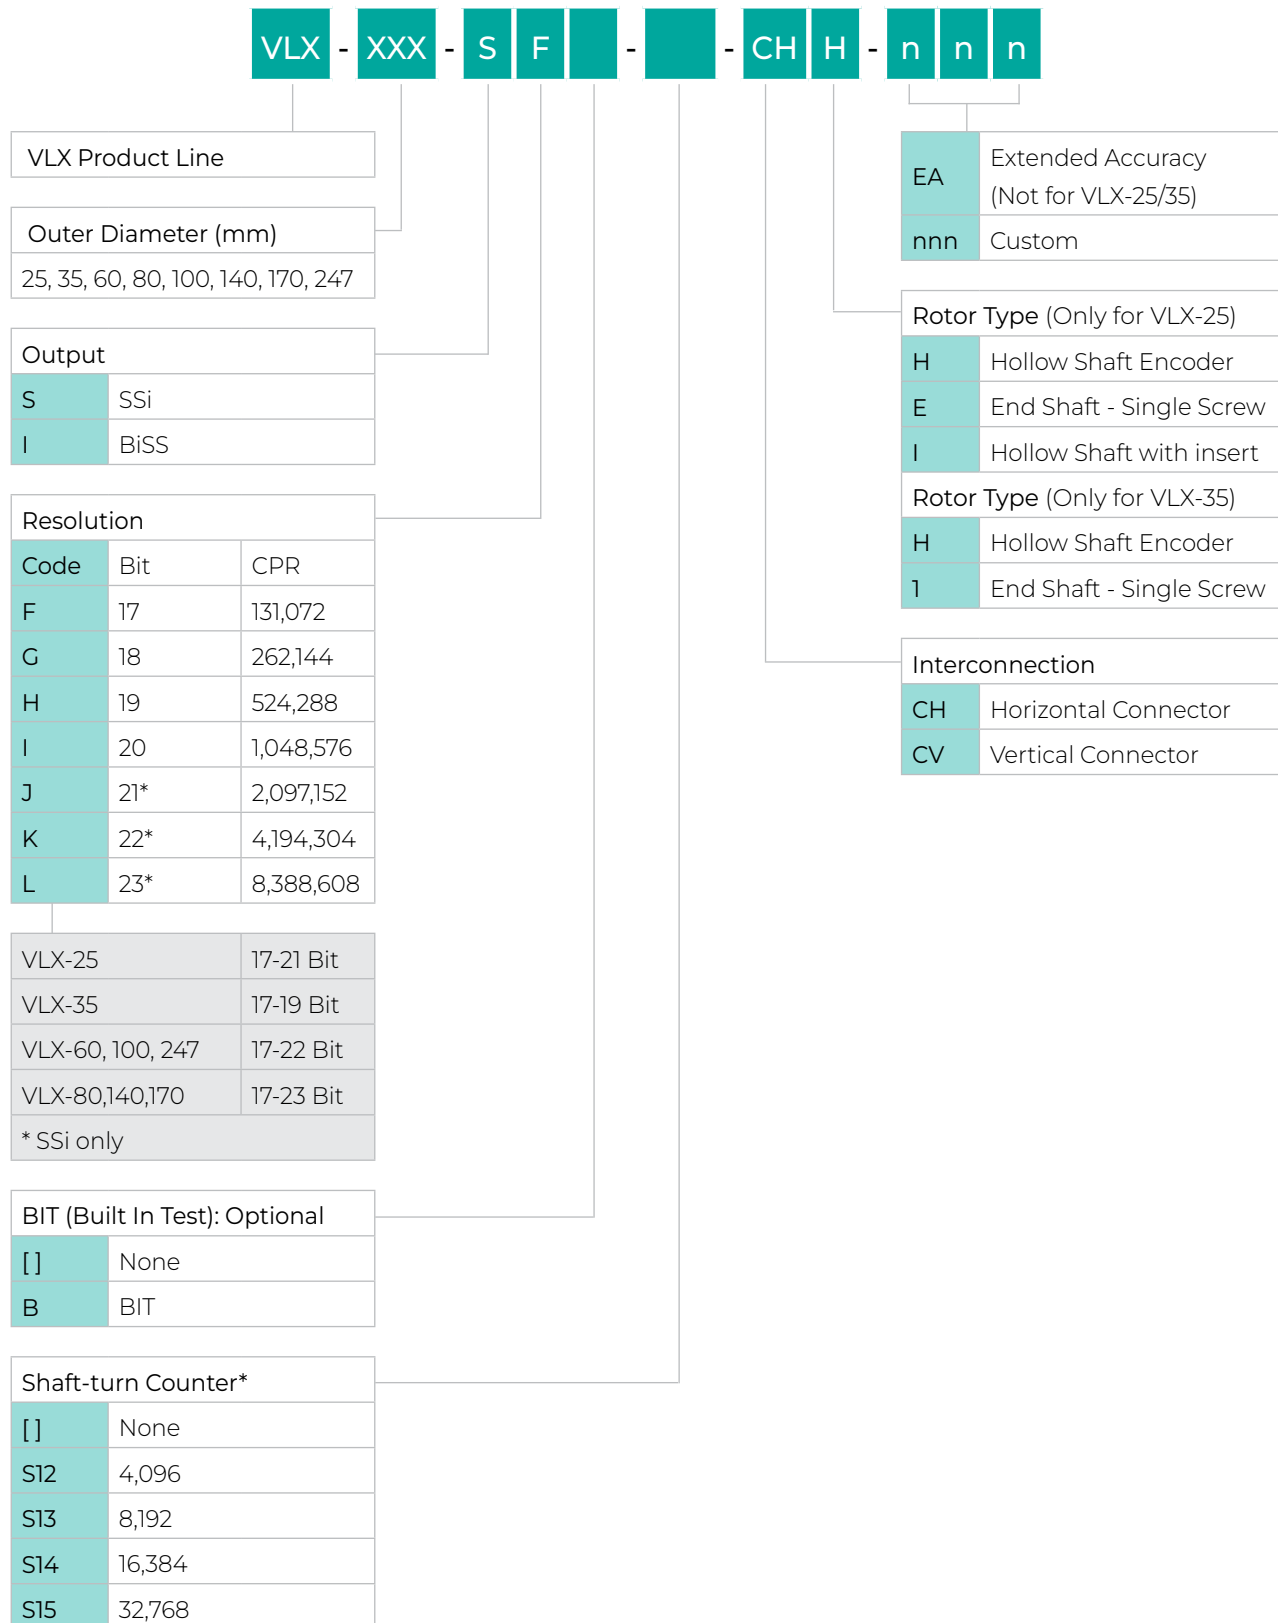 VLX - XXX - S F - - CH H - n n n
VLX Product Line
Outer Diameter (mm)
25, 35, 60, 80, 100, 140, 170, 247
Output
S SSi
I BiSS
Resolution
Code Bit CPR
F 17 131,072
G 18 262,144
H 19 524,288
I 20 1,048,576
J 21* 2,097,152
K 22* 4,194,304
L 23* 8,388,608
VLX-25 17-21 Bit
VLX-35 17-19 Bit
VLX-60, 100, 247 17-22 Bit
VLX-80,140,170 17-23 Bit
* SSi only
BIT (Built In Test): Optional
[ ] None
B BIT
Shaft-turn Counter*
[ ] None
S12 4,096
S13 8,192
S14 16,384
S15 32,768
EA Extended Accuracy
(Not for VLX-25/35)
nnn Custom
Rotor Type (Only for VLX-25)
H Hollow Shaft Encoder
E End Shaft - Single Screw
I Hollow Shaft with insert
Rotor Type (Only for VLX-35)
H Hollow Shaft Encoder
1 End Shaft - Single Screw
Interconnection
CH Horizontal Connector
CV Vertical Connector